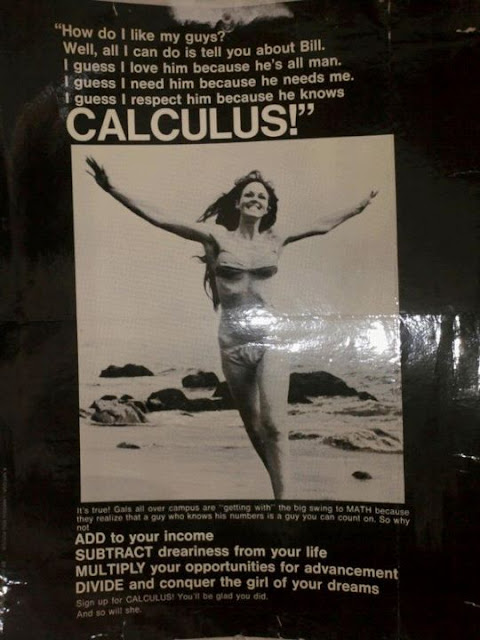 "How do I like my guys?
Well, all I can do is tell you about Bill.
I guess I love him because he's all man.
I guess I need him because he needs me.
I guess I respect him because he knows
CALCULUS!"
It's true! Gals all over campus are "getting with" the big swing to MATH because
they realize that a guy who knows his numbers is a guy you can count on. So why
not
ADD to your income
SUBTRACT dreariness from your life
MULTIPLY your opportunities for advancement
DIVIDE and conquer the girl of your dreams
Sign up for CALCULUS! You'll be glad you did.
And so will she.